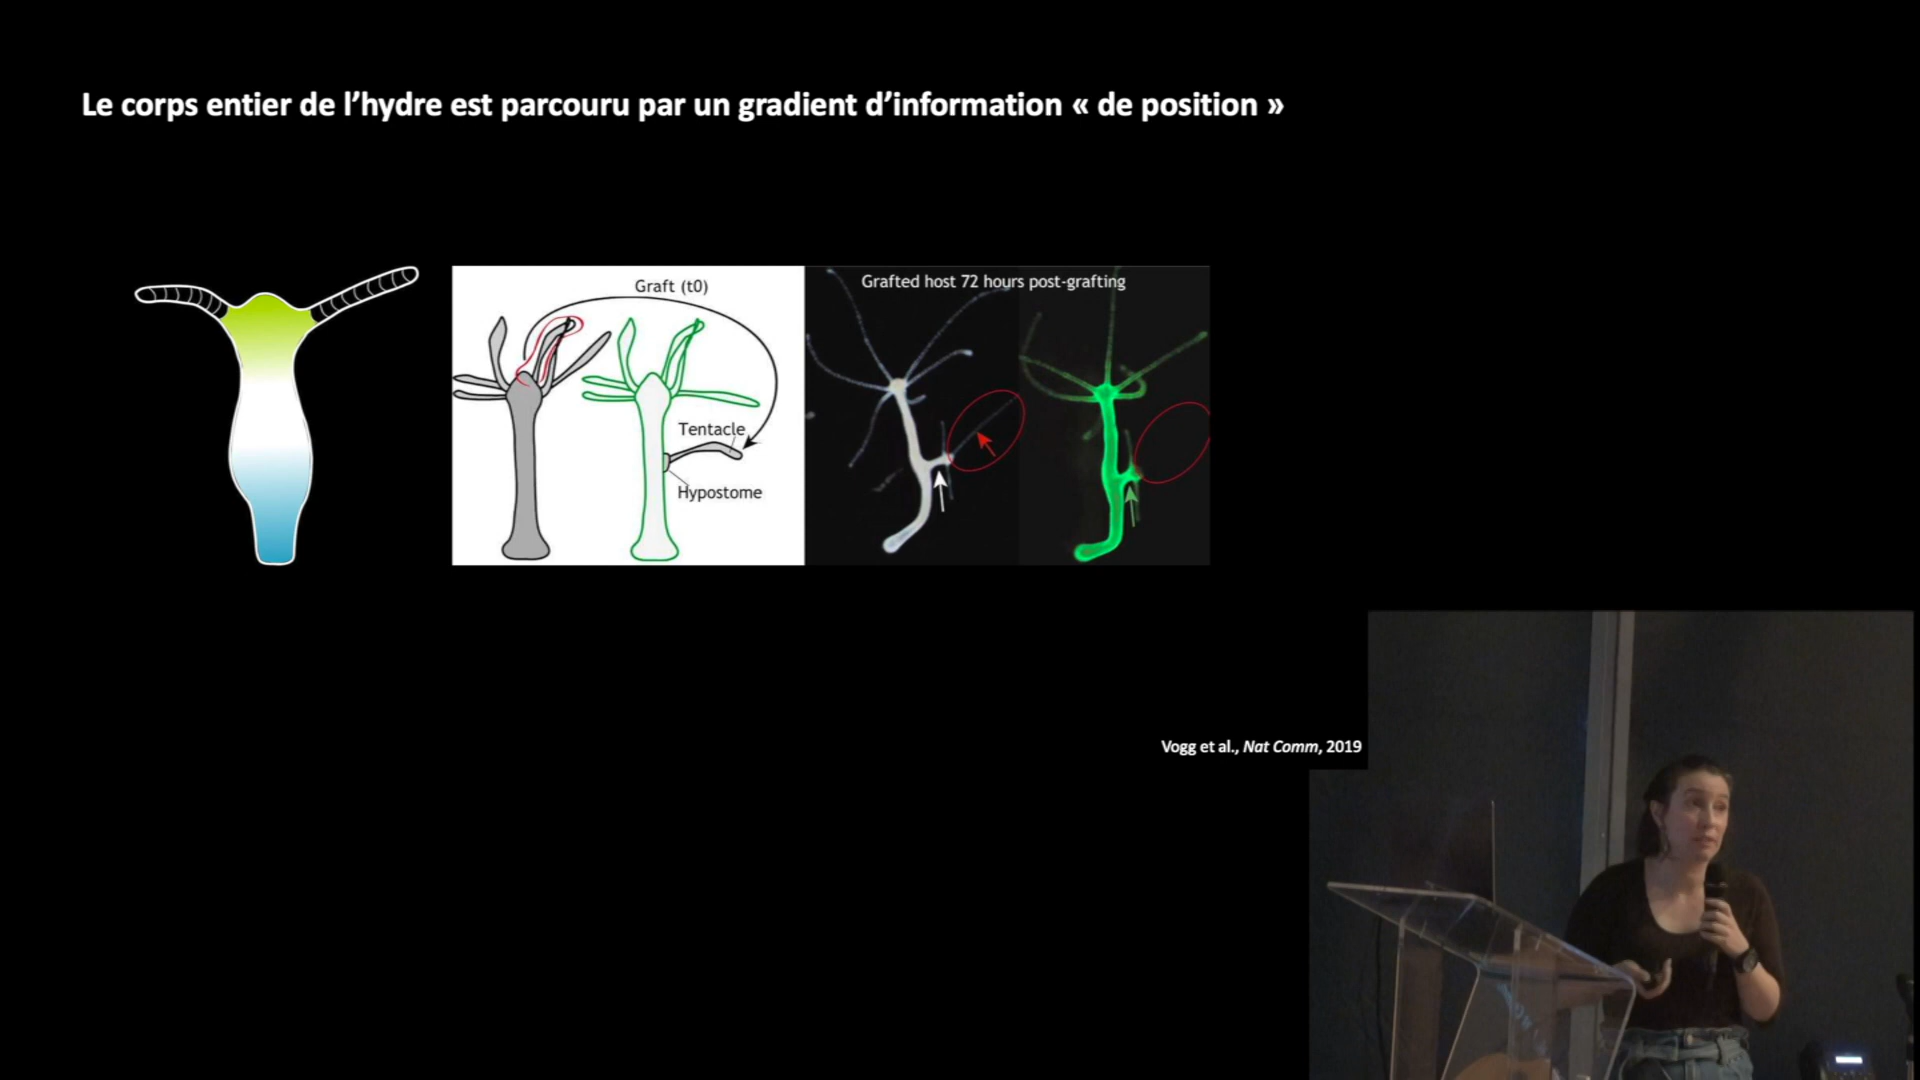 Le corps entier de l’hydre est parcouru par un gradient d’information « de position »
Graft (t0)
Tentacle
Hypostome
Grafted host 72 hours post-grafting
Vogg et al., Nat Comm, 2019